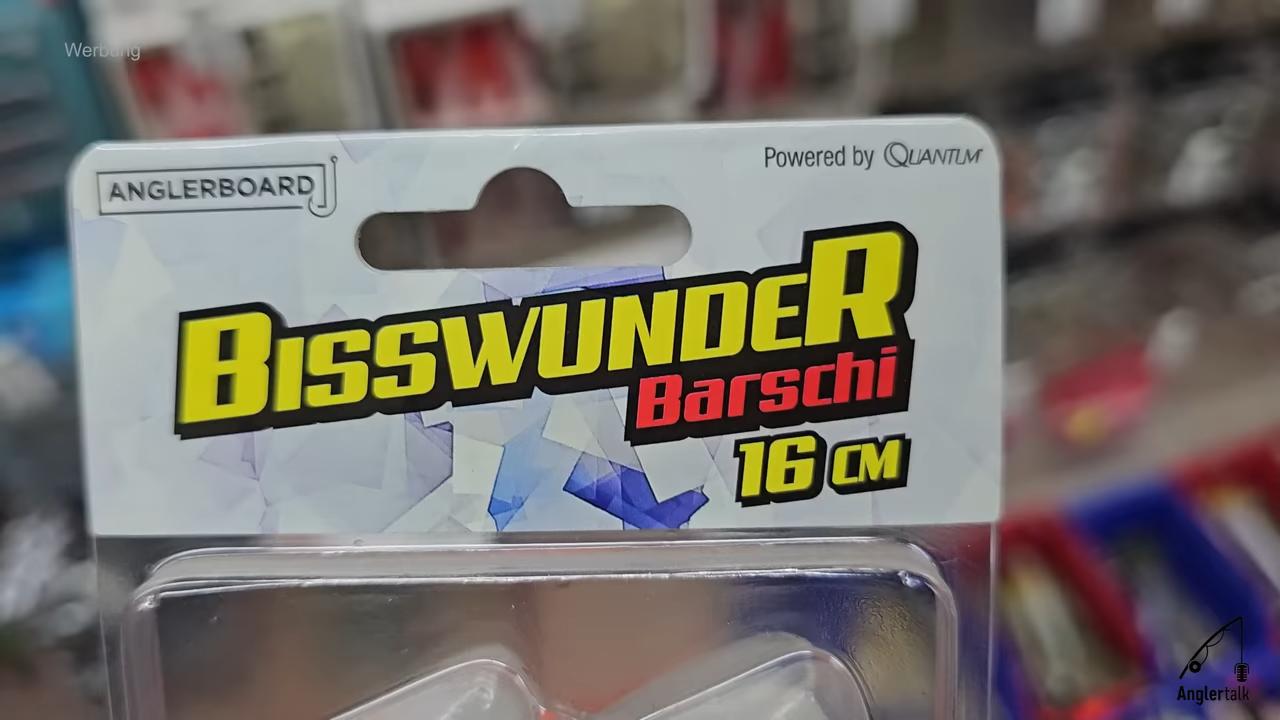 Werbung
ANGLERBOARD
Powered by QUANTUM
BISSWUNDER
Barschi
16 CM
Anglertalk